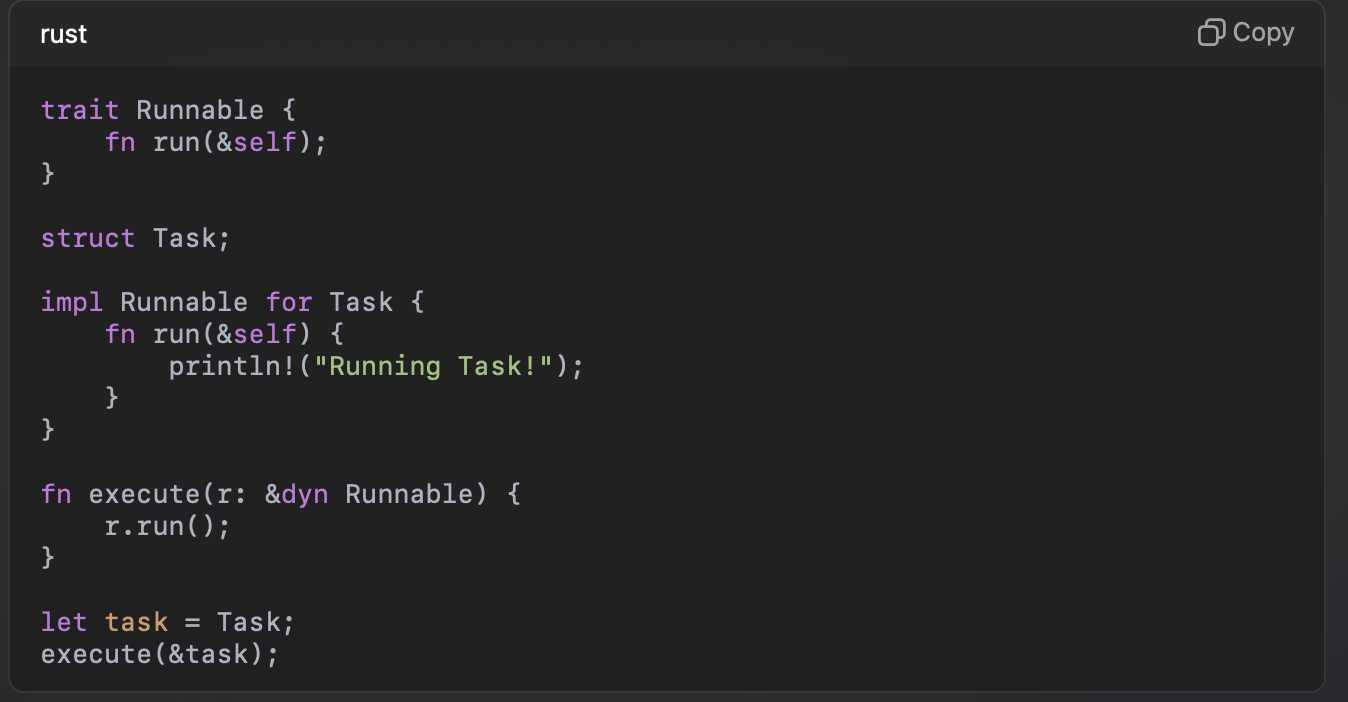 rust
Copy
trait Runnable {
    fn run(&self);
}

struct Task;

impl Runnable for Task {
    fn run(&self) {
        println!("Running Task!");
    }
}

fn execute(r: &dyn Runnable) {
    r.run();
}

let task = Task;
execute(&task);